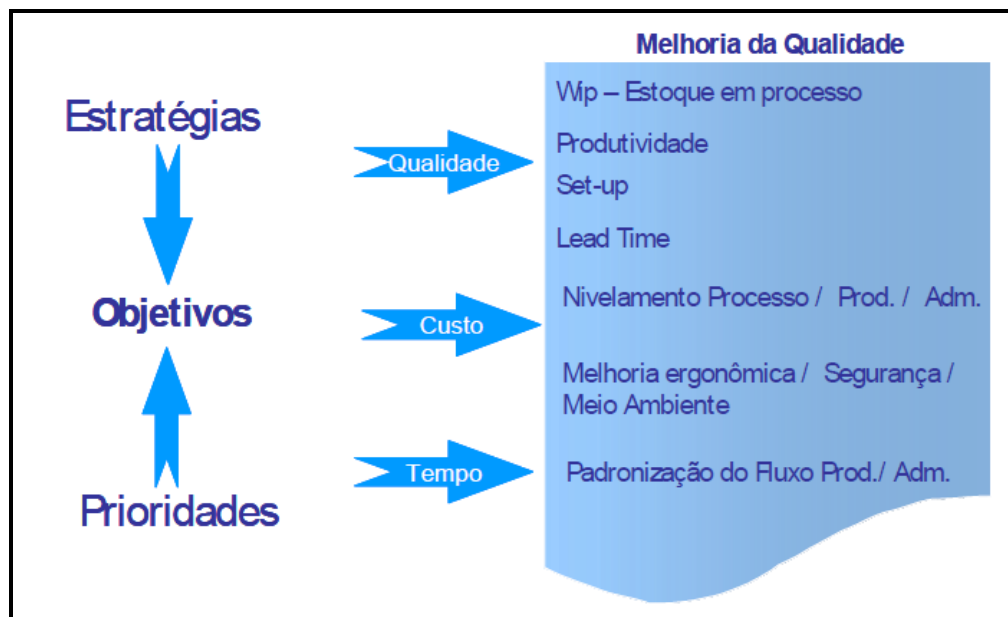 Estratégias
Objetivos
Prioridades
Qualidade
Custo
Tempo
Melhoria da Qualidade
Wip – Estoque em processo
Produtividade
Set-up
Lead Time
Nivelamento Processo / Prod. / Adm.
Melhoria ergonômica / Segurança /
Meio Ambiente
Padronização do Fluxo Prod./ Adm.